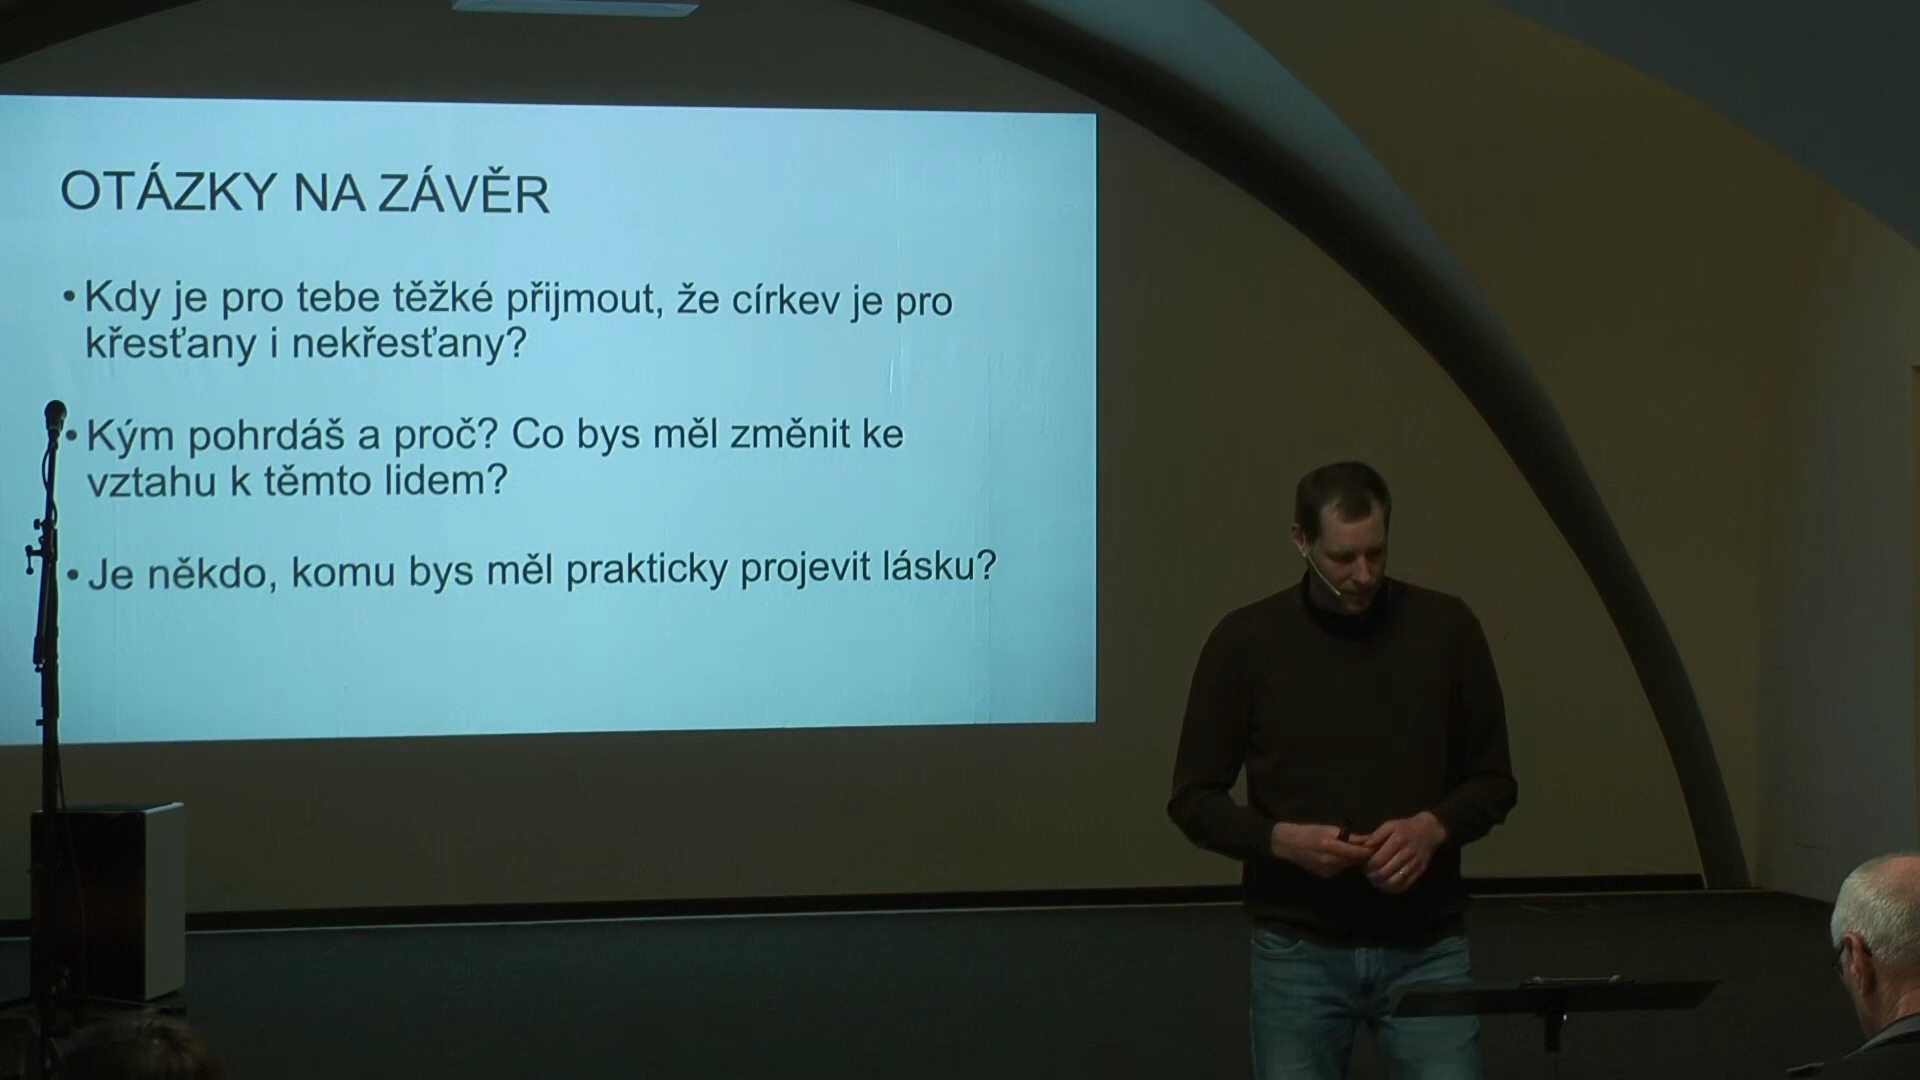 OTÁZKY NA ZÁVĚR
• Kdy je pro tebe těžké přijmout, že církev je pro
křesťany i nekřesťany?
• Kým pohrdáš a proč? Co bys měl změnit ke
vztahu k těmto lidem?
• Je někdo, komu bys měl prakticky projevit lásku?